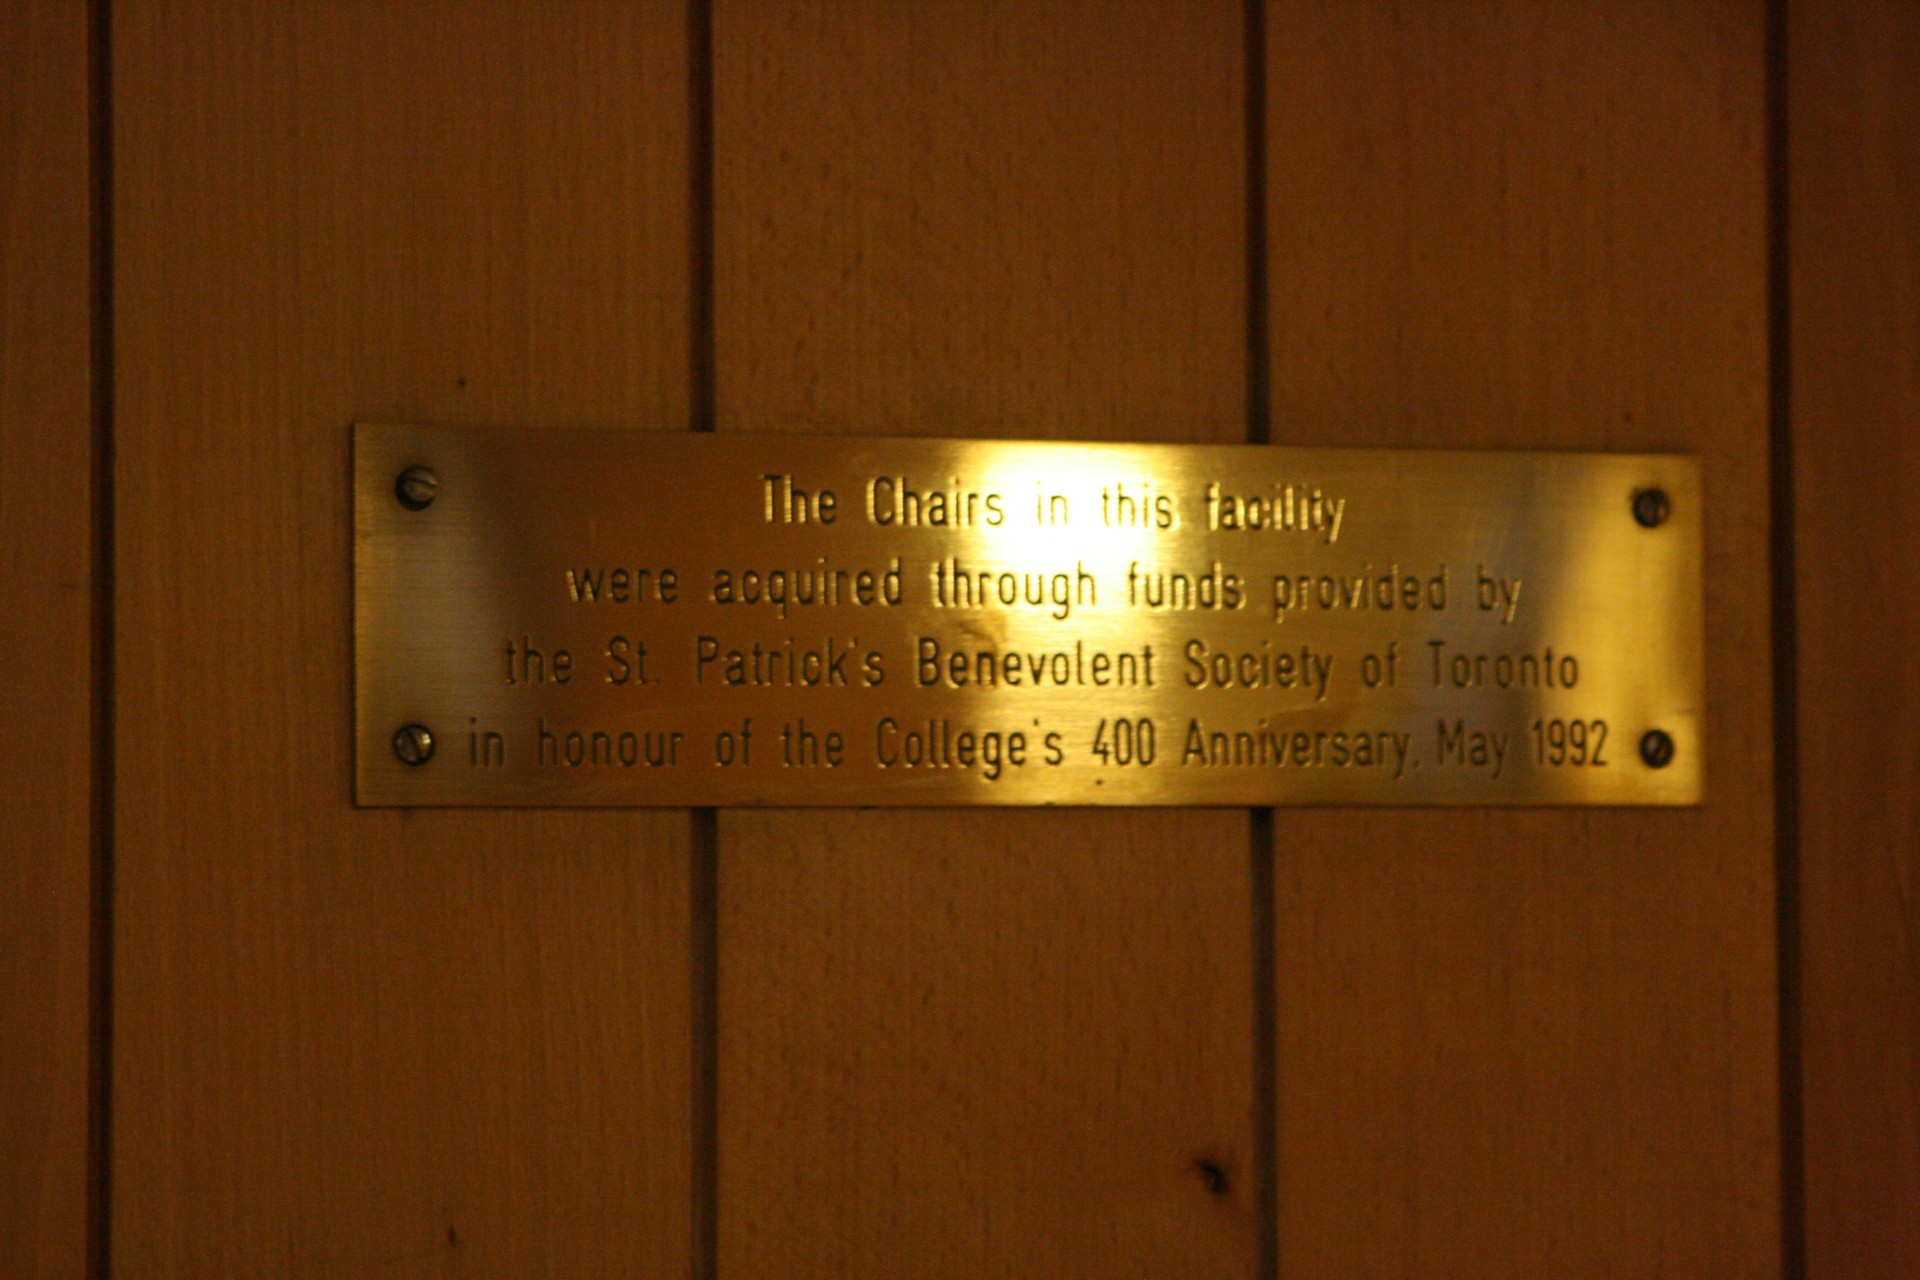 The Chairs in this facility
were acquired through funds provided by
the St. Patrick's Benevolent Society of Toronto
in honour of the College's 400 Anniversary, May 1992